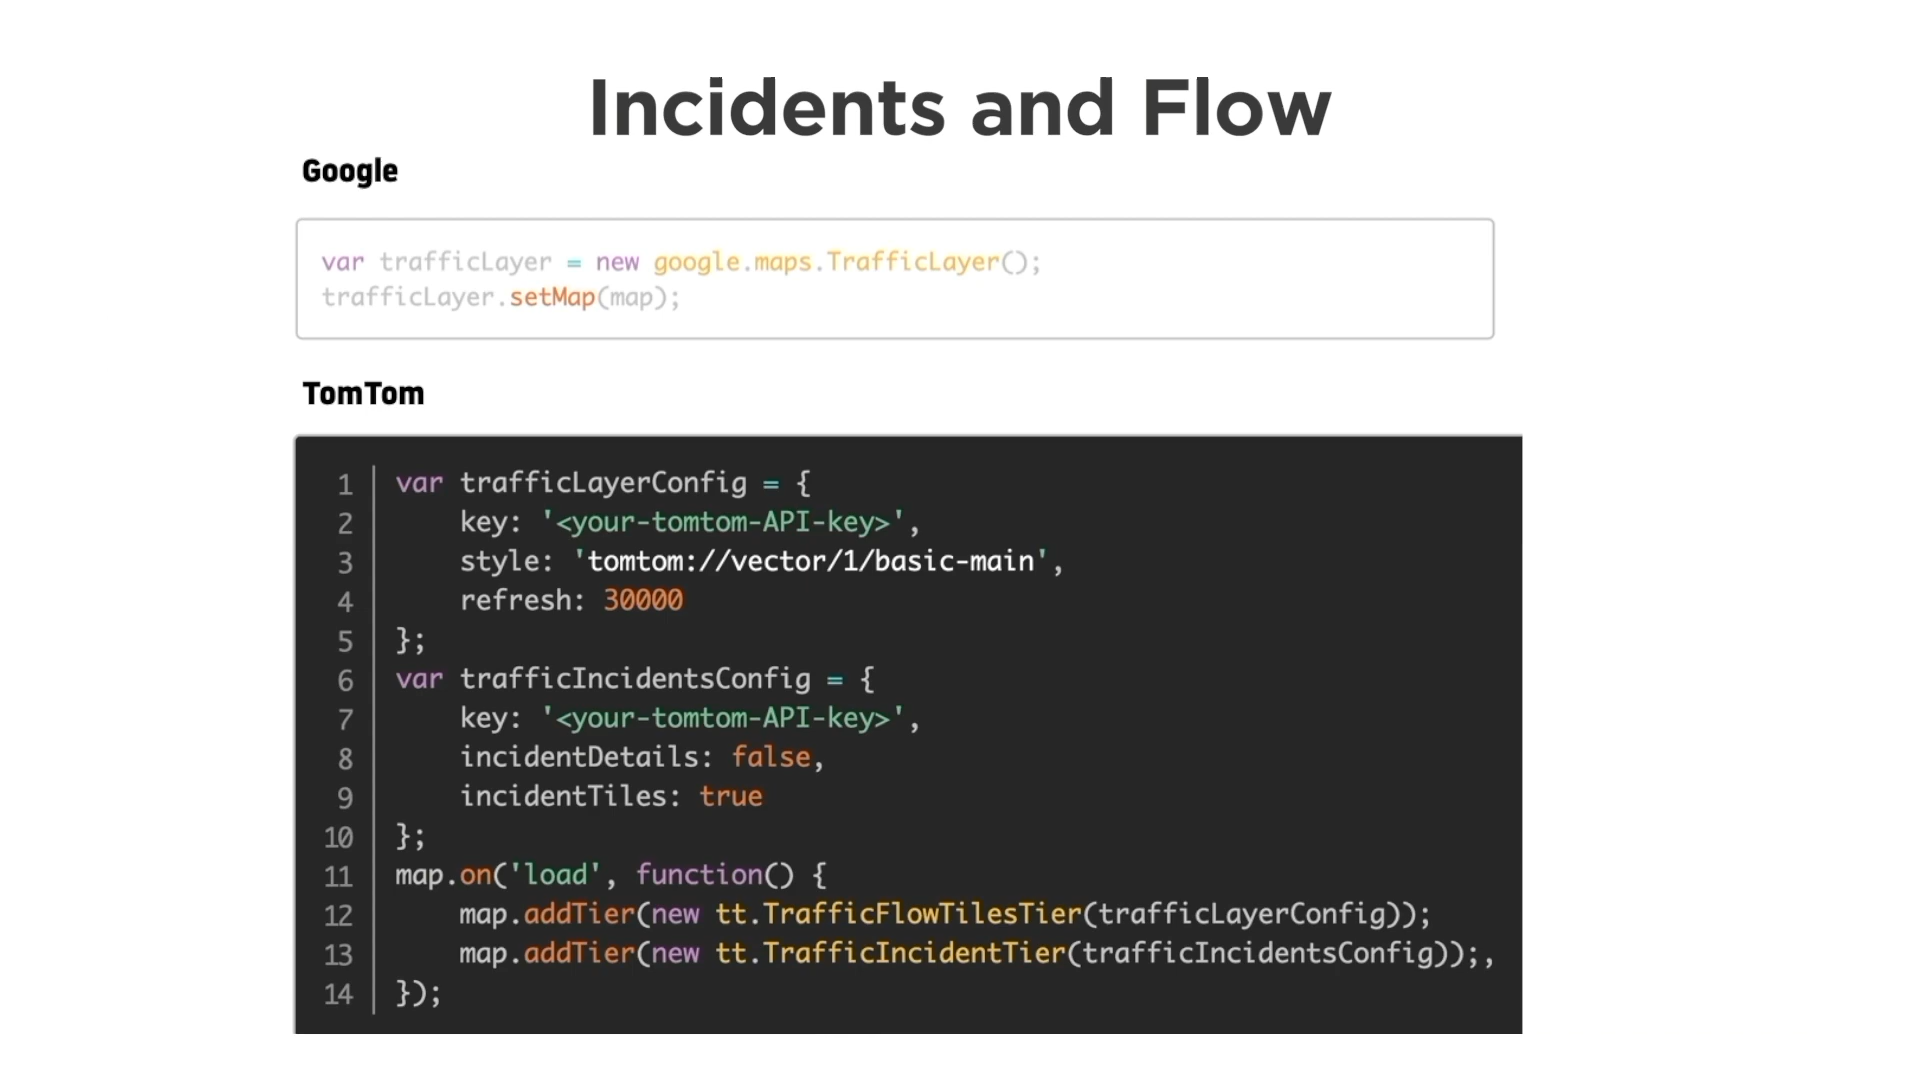 Incidents and Flow
Google
var trafficLayer = new google.maps.TrafficLayer();
trafficLayer.setMap(map);
TomTom
1 var trafficLayerConfig = {
2 key: '<your-tomtom-API-key>',
3 style: 'tomtom://vector/1/basic-main',
4 refresh: 30000
5 };
6 var trafficIncidentsConfig = {
7 key: '<your-tomtom-API-key>',
8 incidentDetails: false,
9 incidentTiles: true
10 };
11 map.on('load', function() {
12 map.addTier(new tt.TrafficFlowTilesTier(trafficLayerConfig));
13 map.addTier(new tt.TrafficIncidentTier(trafficIncidentsConfig));,
14 });